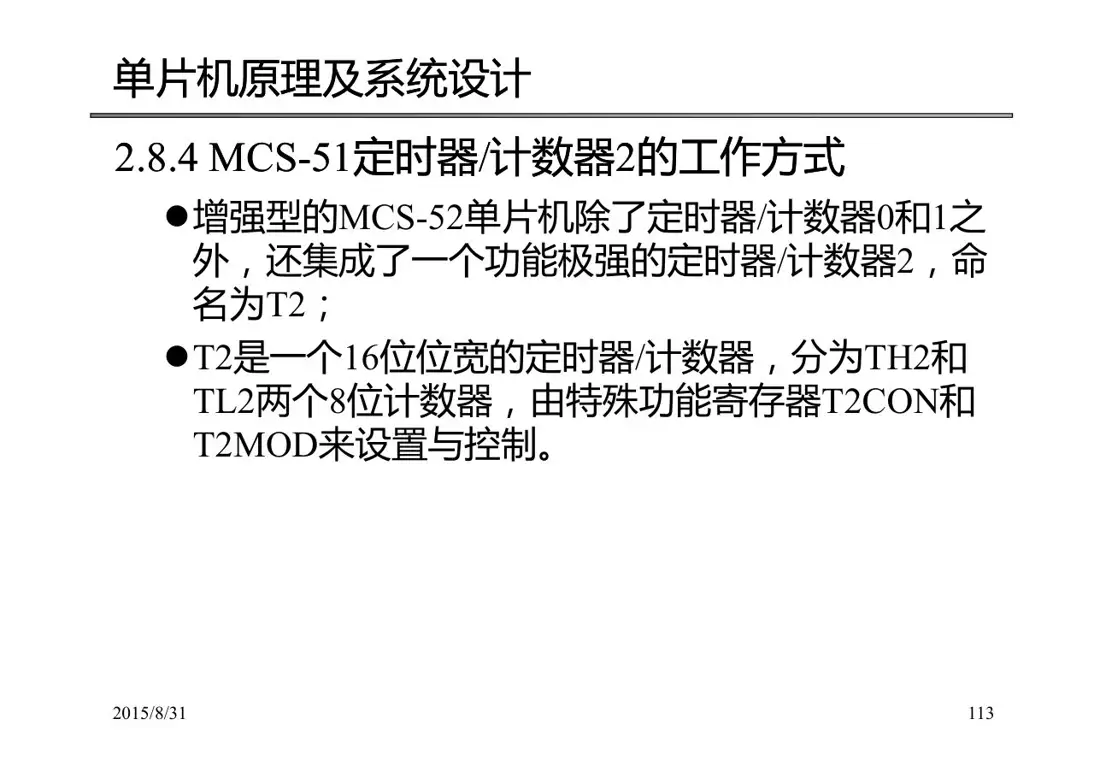 单片机原理及系统设计
2.8.4 MCS-51定时器/计数器2的工作方式
●增强型的MCS-52单片机除了定时器/计数器0和1之
外，还集成了一个功能极强的定时器/计数器2，命
名为T2；
●T2是一个16位位宽的定时器/计数器，分为TH2和
TL2两个8位计数器，由特殊功能寄存器T2CON和
T2MOD来设置与控制。
2015/8/31
113